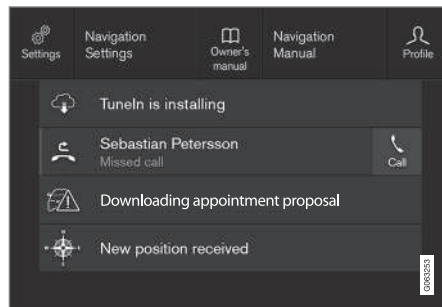 Settings
Navigation
Settings
Owner's
manual
Navigation
Manual
Profile
TuneIn is installing
Sebastian Petersson
Missed call
Call
Downloading appointment proposal
New position received
G063253